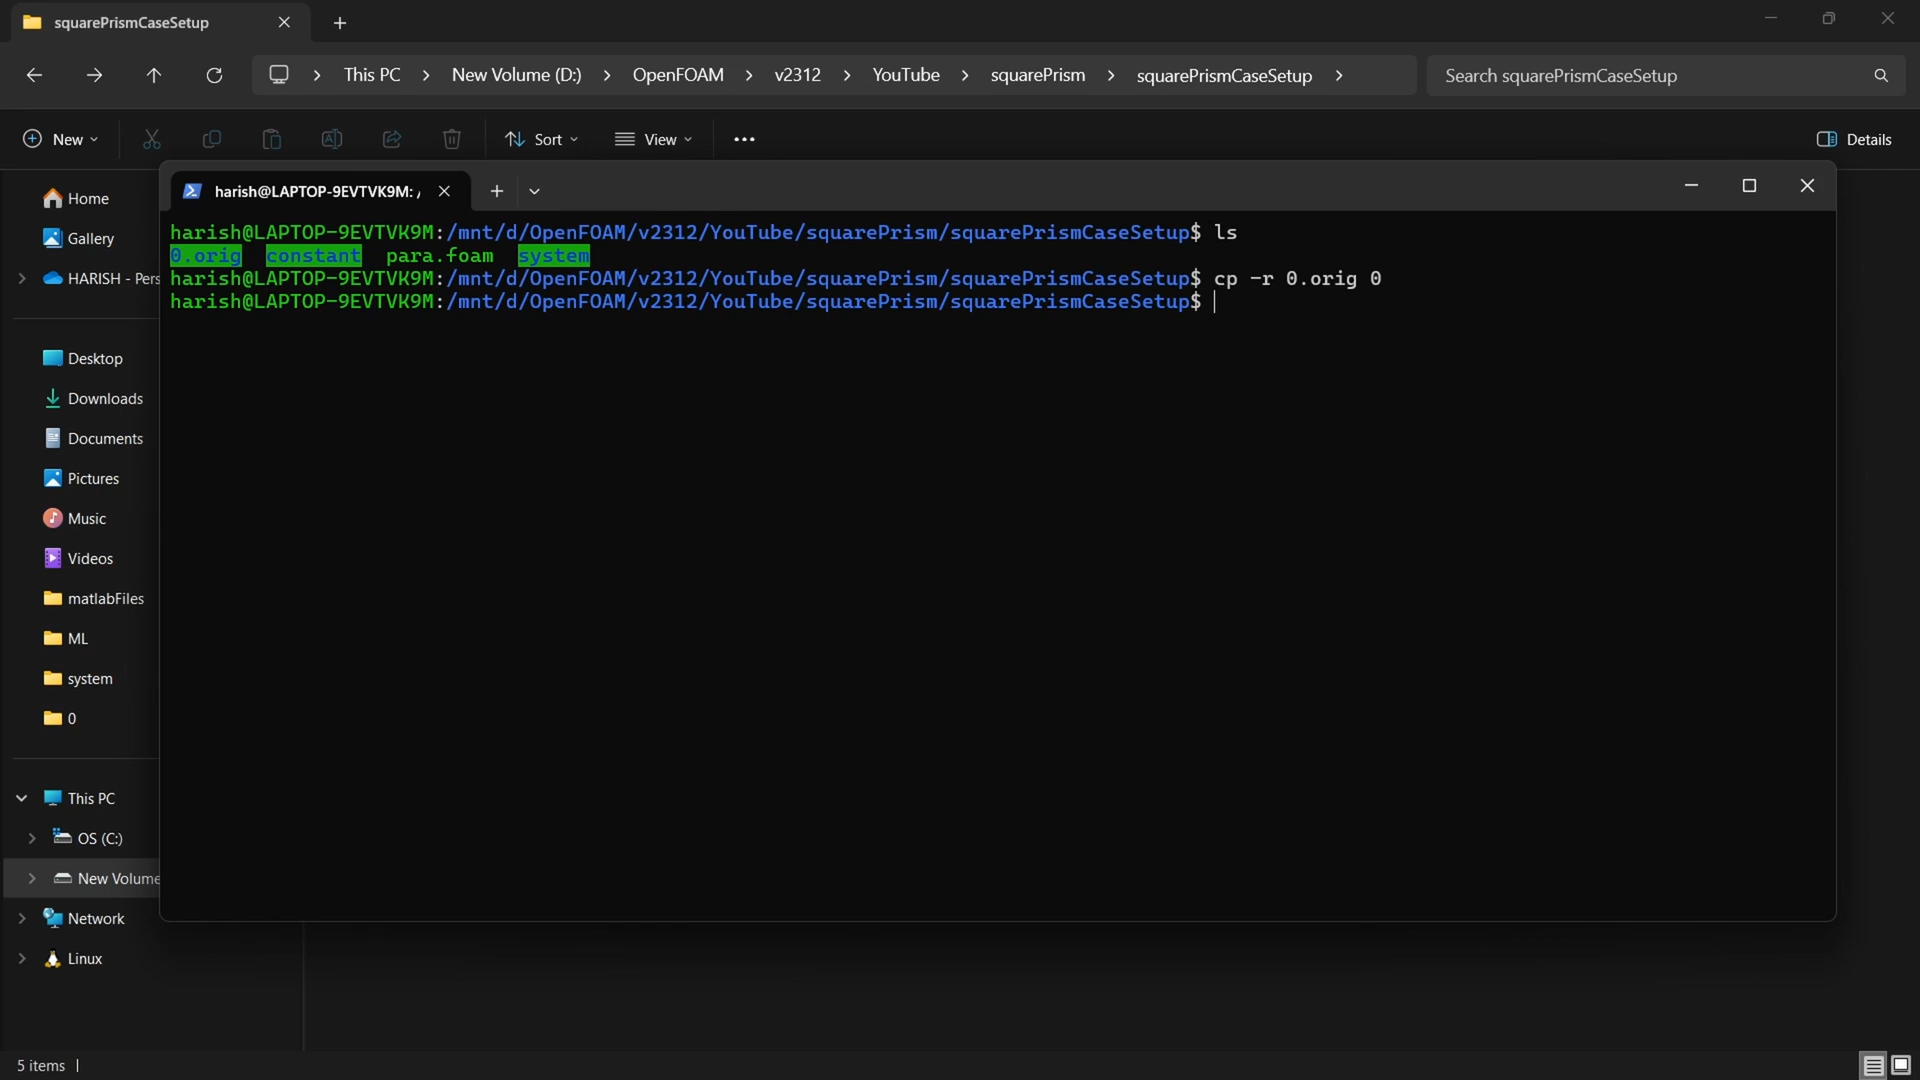 squarePrismCaseSetup
This PC
New Volume (D:)
OpenFOAM
v2312
YouTube
squarePrism
squarePrismCaseSetup
Search squarePrismCaseSetup
New
Sort
View
Details
harish@LAPTOP-9EVTVK9M: /
harish@LAPTOP-9EVTVK9M:/mnt/d/OpenFOAM/v2312/YouTube/squarePrism/squarePrismCaseSetup$ ls
0.orig constant para.foam system
harish@LAPTOP-9EVTVK9M:/mnt/d/OpenFOAM/v2312/YouTube/squarePrism/squarePrismCaseSetup$ cp -r 0.orig 0
harish@LAPTOP-9EVTVK9M:/mnt/d/OpenFOAM/v2312/YouTube/squarePrism/squarePrismCaseSetup$
Home
Gallery
HARISH - Pers
Desktop
Downloads
Documents
Pictures
Music
Videos
matlabFiles
ML
system
0
This PC
OS (C:)
New Volume
Network
Linux
5 items